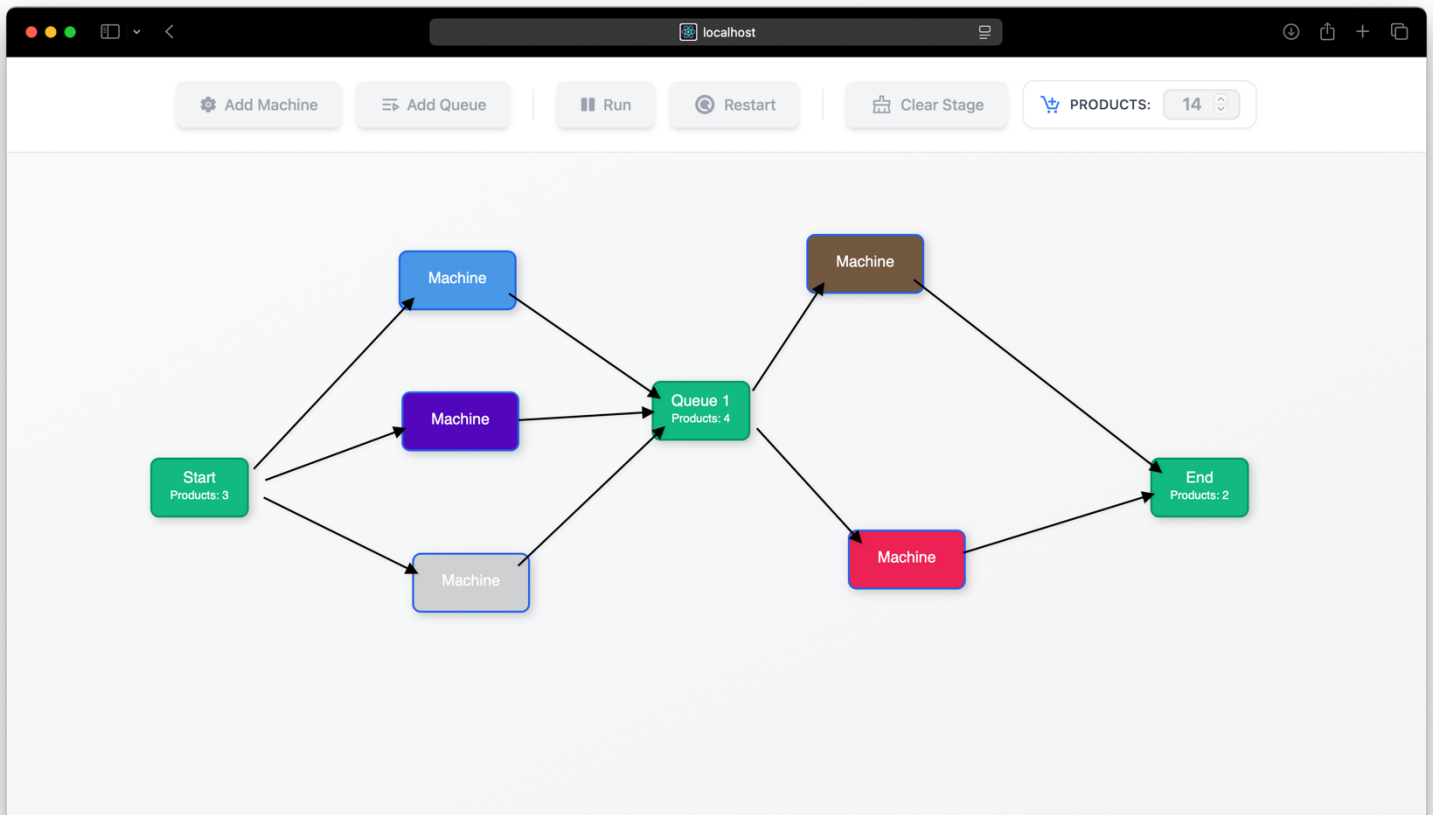 localhost
Add Machine
Add Queue
Run
Restart
Clear Stage
PRODUCTS:
14
Machine
Machine
Queue 1
Products: 4
Machine
Start
Products: 3
End
Products: 2
Machine
Machine